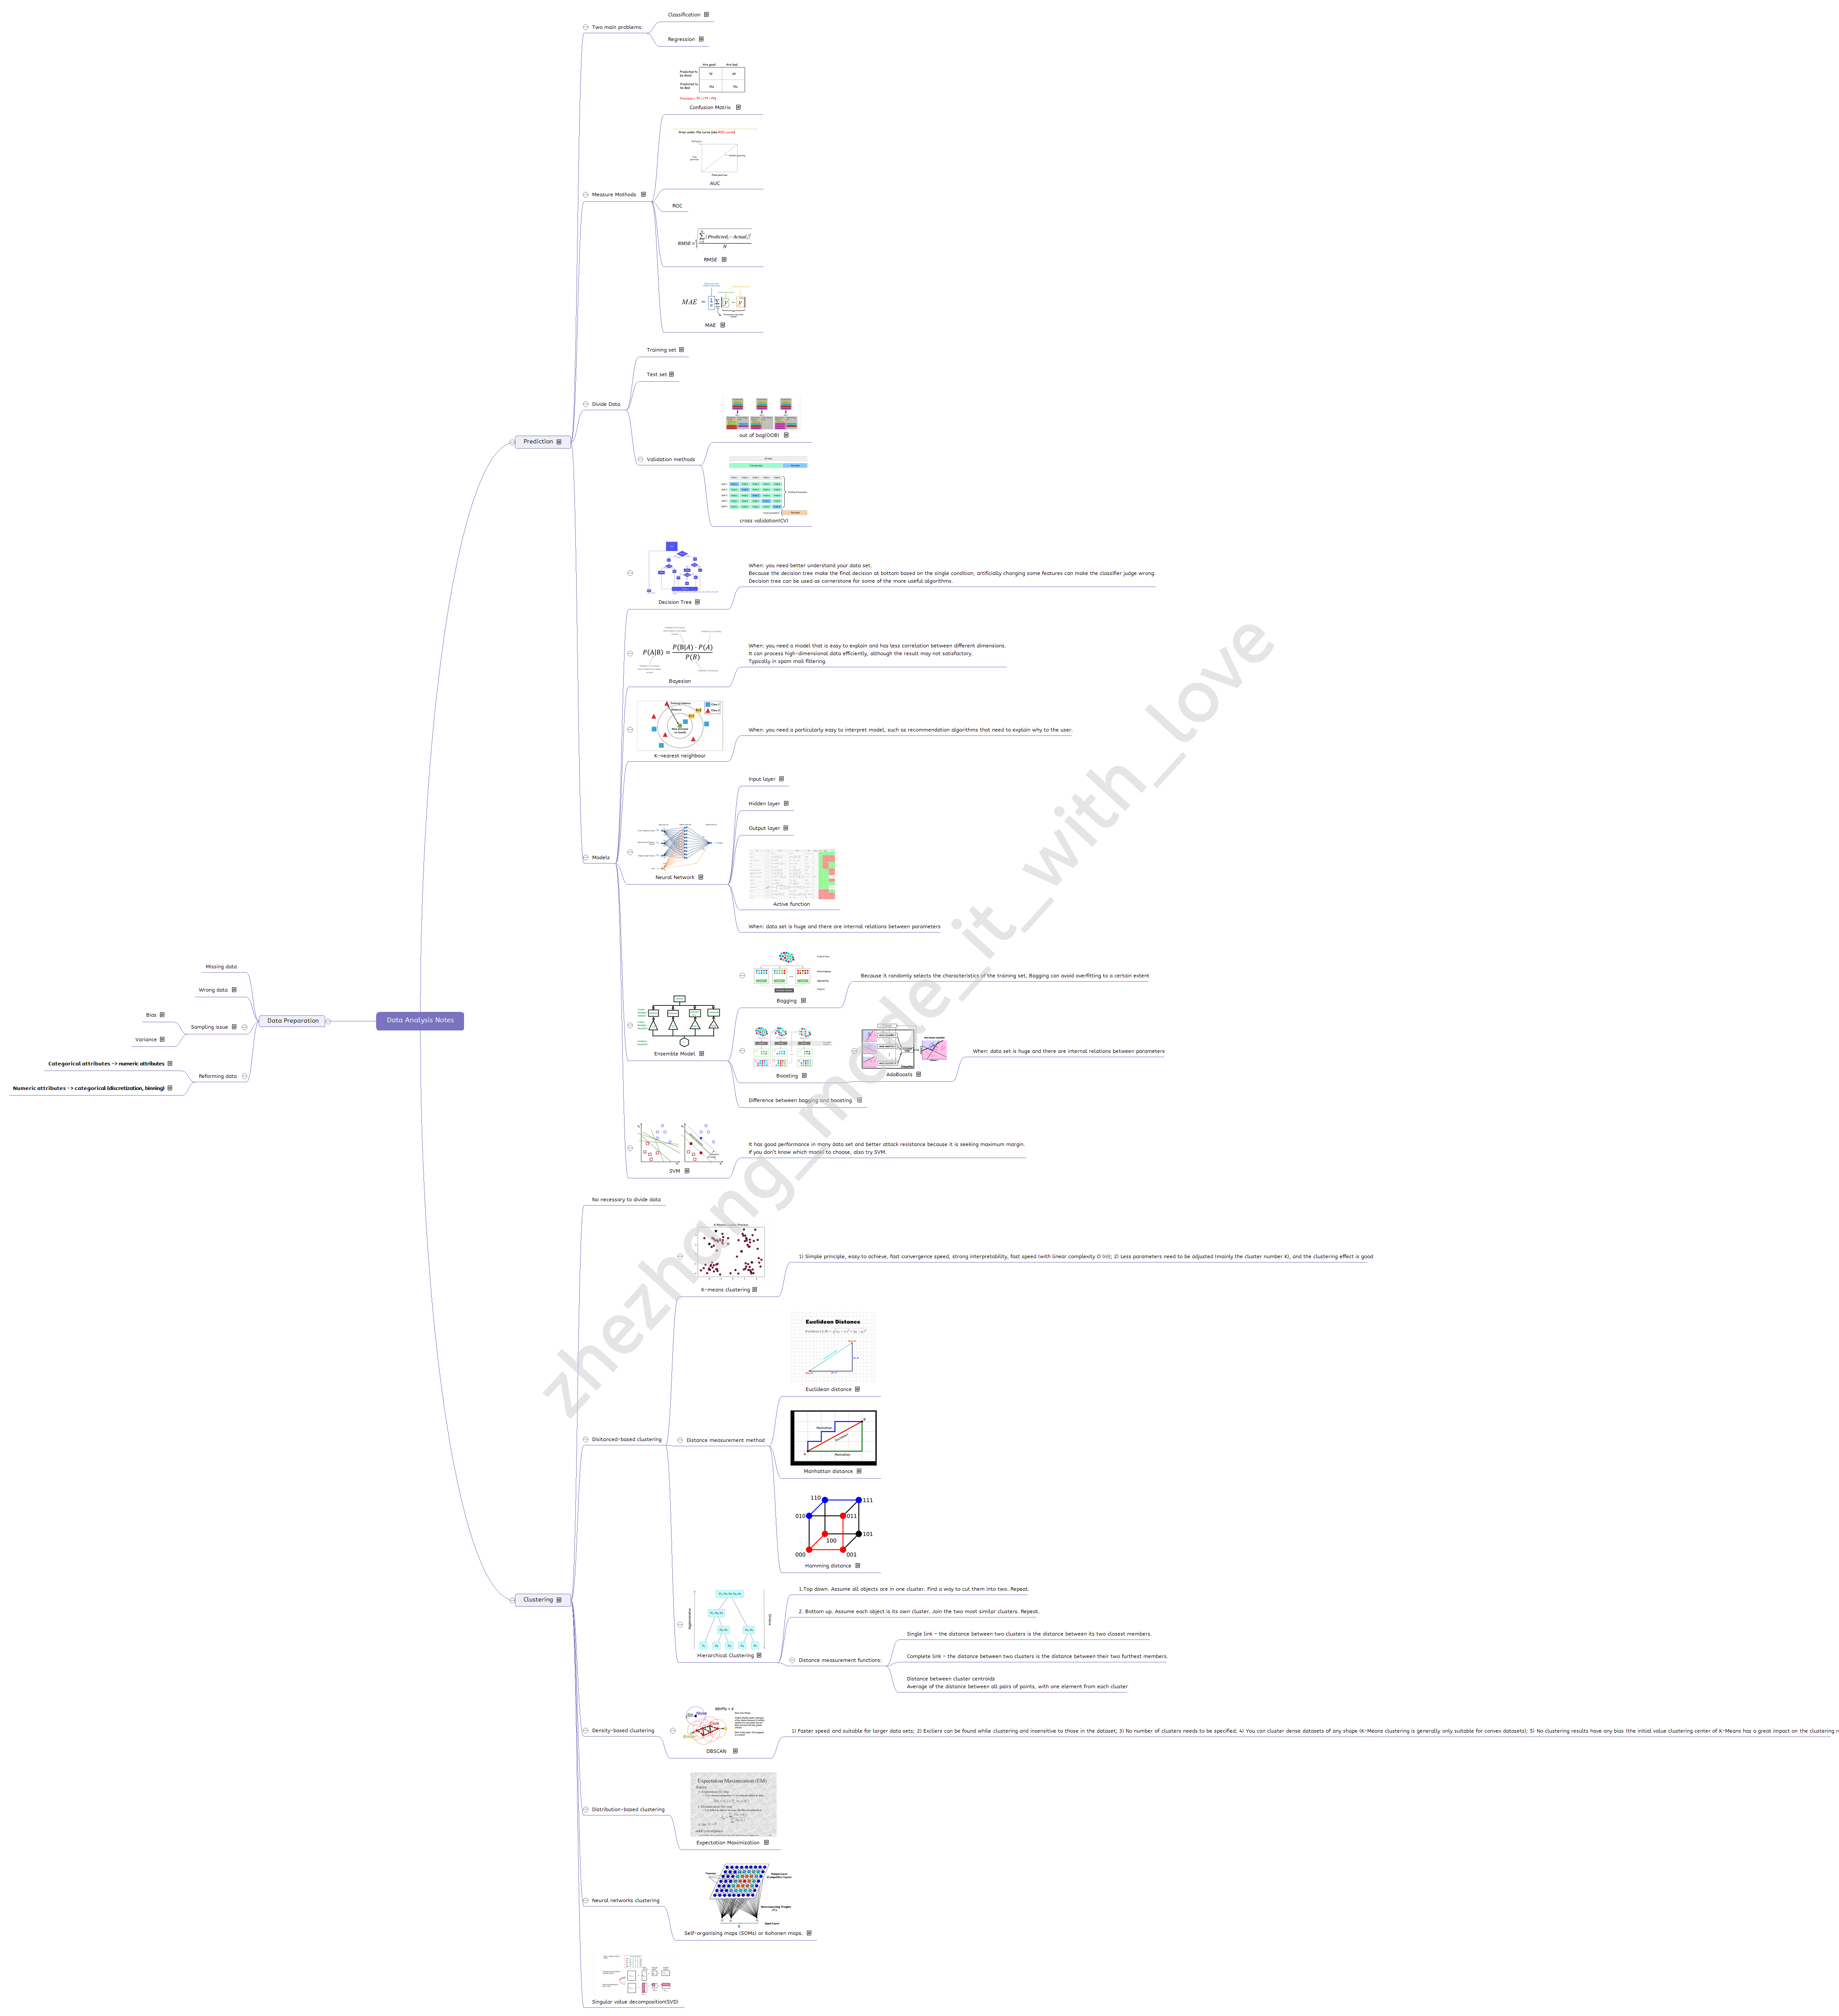 Data Analysis Notes
Data Preparation
Missing data
Wrong data
Sampling issue
Bias
Variance
Reforming data
Categorical attributes -> numeric attributes
Numeric attributes -> categorical (discretization, binning)
Prediction
Two main problems:
Classification
Regression
Measure Mothods
Are good Are bad
Predicted to
be Good
TP FP
Predicted to
be Bad
Confusion Matrix
AUC
ROC
RMSE
MAE
Divide Data
Training set
Test set
Validation methods
out of bag(OOB)
cross validation(CV)
Models
Decision Tree
When: you need better understand your data set.
Because the decision tree make the final decision at bottom based on the single condition, artificially changing some features can make the classifier judge wrong.
Decision tree can be used as cornerstone for some of the more useful algorithms.
P(A|B) = P(B|A) · P(A) / P(B)
Bayesian
When: you need a model that is easy to explain and has less correlation between different dimensions.
It can process high-dimensional data efficiently, although the result may not satisfactory.
Typically in spam mail filtering.
K-nearest neighbour
When: you need a particularly easy to interpret model, such as recommendation algorithms that need to explain why to the user.
Neural Network
Input layer
Hidden layer
Output layer
Active function
When: data set is huge and there are internal relations between parameters
Ensemble Model
Bagging
Because it randomly selects the characteristics of the training set, Bagging can avoid overfitting to a certain extent
Boosting
AdaBoosts
When: data set is huge and there are internal relations between parameters
Difference between bagging and boosting
SVM
It has good performance in many data set and better attack resistance because it is seeking maximum margin.
If you don't know which model to choose, also try SVM.
Clustering
No necessary to divide data
Disitanced-based clustering
K-means clustering
1) Simple principle, easy to achieve, fast convergence speed, strong interpretability, fast speed (with linear complexity O (n)); 2) Less parameters need to be adjusted (mainly the cluster number K), and the clustering effect is good
Distance measurement method
Euclidean Distance
Euclidean distance
Manhattan
Manhattan
Manhattan distance
110
111
010
011
100
101
000
001
Hamming distance
Hierarchical Clustering
1.Top down. Assume all objects are in one cluster. Find a way to cut them into two. Repeat.
2. Bottom up. Assume each object is its own cluster. Join the two most similar clusters. Repeat.
Distance measurement functions:
Single link – the distance between two clusters is the distance between its two closest members.
Complete link – the distance between two clusters is the distance between their two furthest members.
Distance between cluster centroids
Average of the distance between all pairs of points, with one element from each cluster
Density-based clustering
DBSCAN
1) Faster speed and suitable for larger data sets; 2) Excliers can be found while clustering and insensitive to those in the dataset; 3) No number of clusters needs to be specified; 4) You can cluster dense datasets of any shape (K-Means clustering is generally only suitable for convex datasets); 5) No clustering results have any bias (the initial value clustering center of K-Means has a great impact on the clustering
Distribution-based clustering
Expectation Maximization (EM)
Expectation Maximization
Neural networks clustering
Self-organising maps (SOMs) or Kohonen maps.
Singular value decomposition(SVD)
zhezhang_made_it_with_love